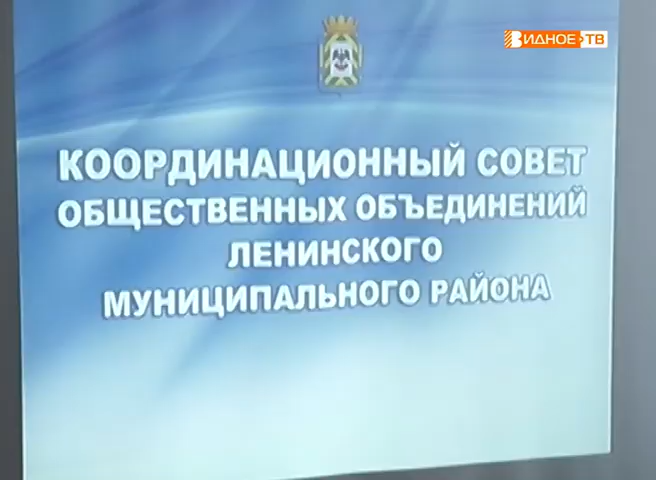 ВИДНОЕ-ТВ
КООРДИНАЦИОННЫЙ СОВЕТ
ОБЩЕСТВЕННЫХ ОБЪЕДИНЕНИЙ
ЛЕНИНСКОГО
МУНИЦИПАЛЬНОГО РАЙОНА